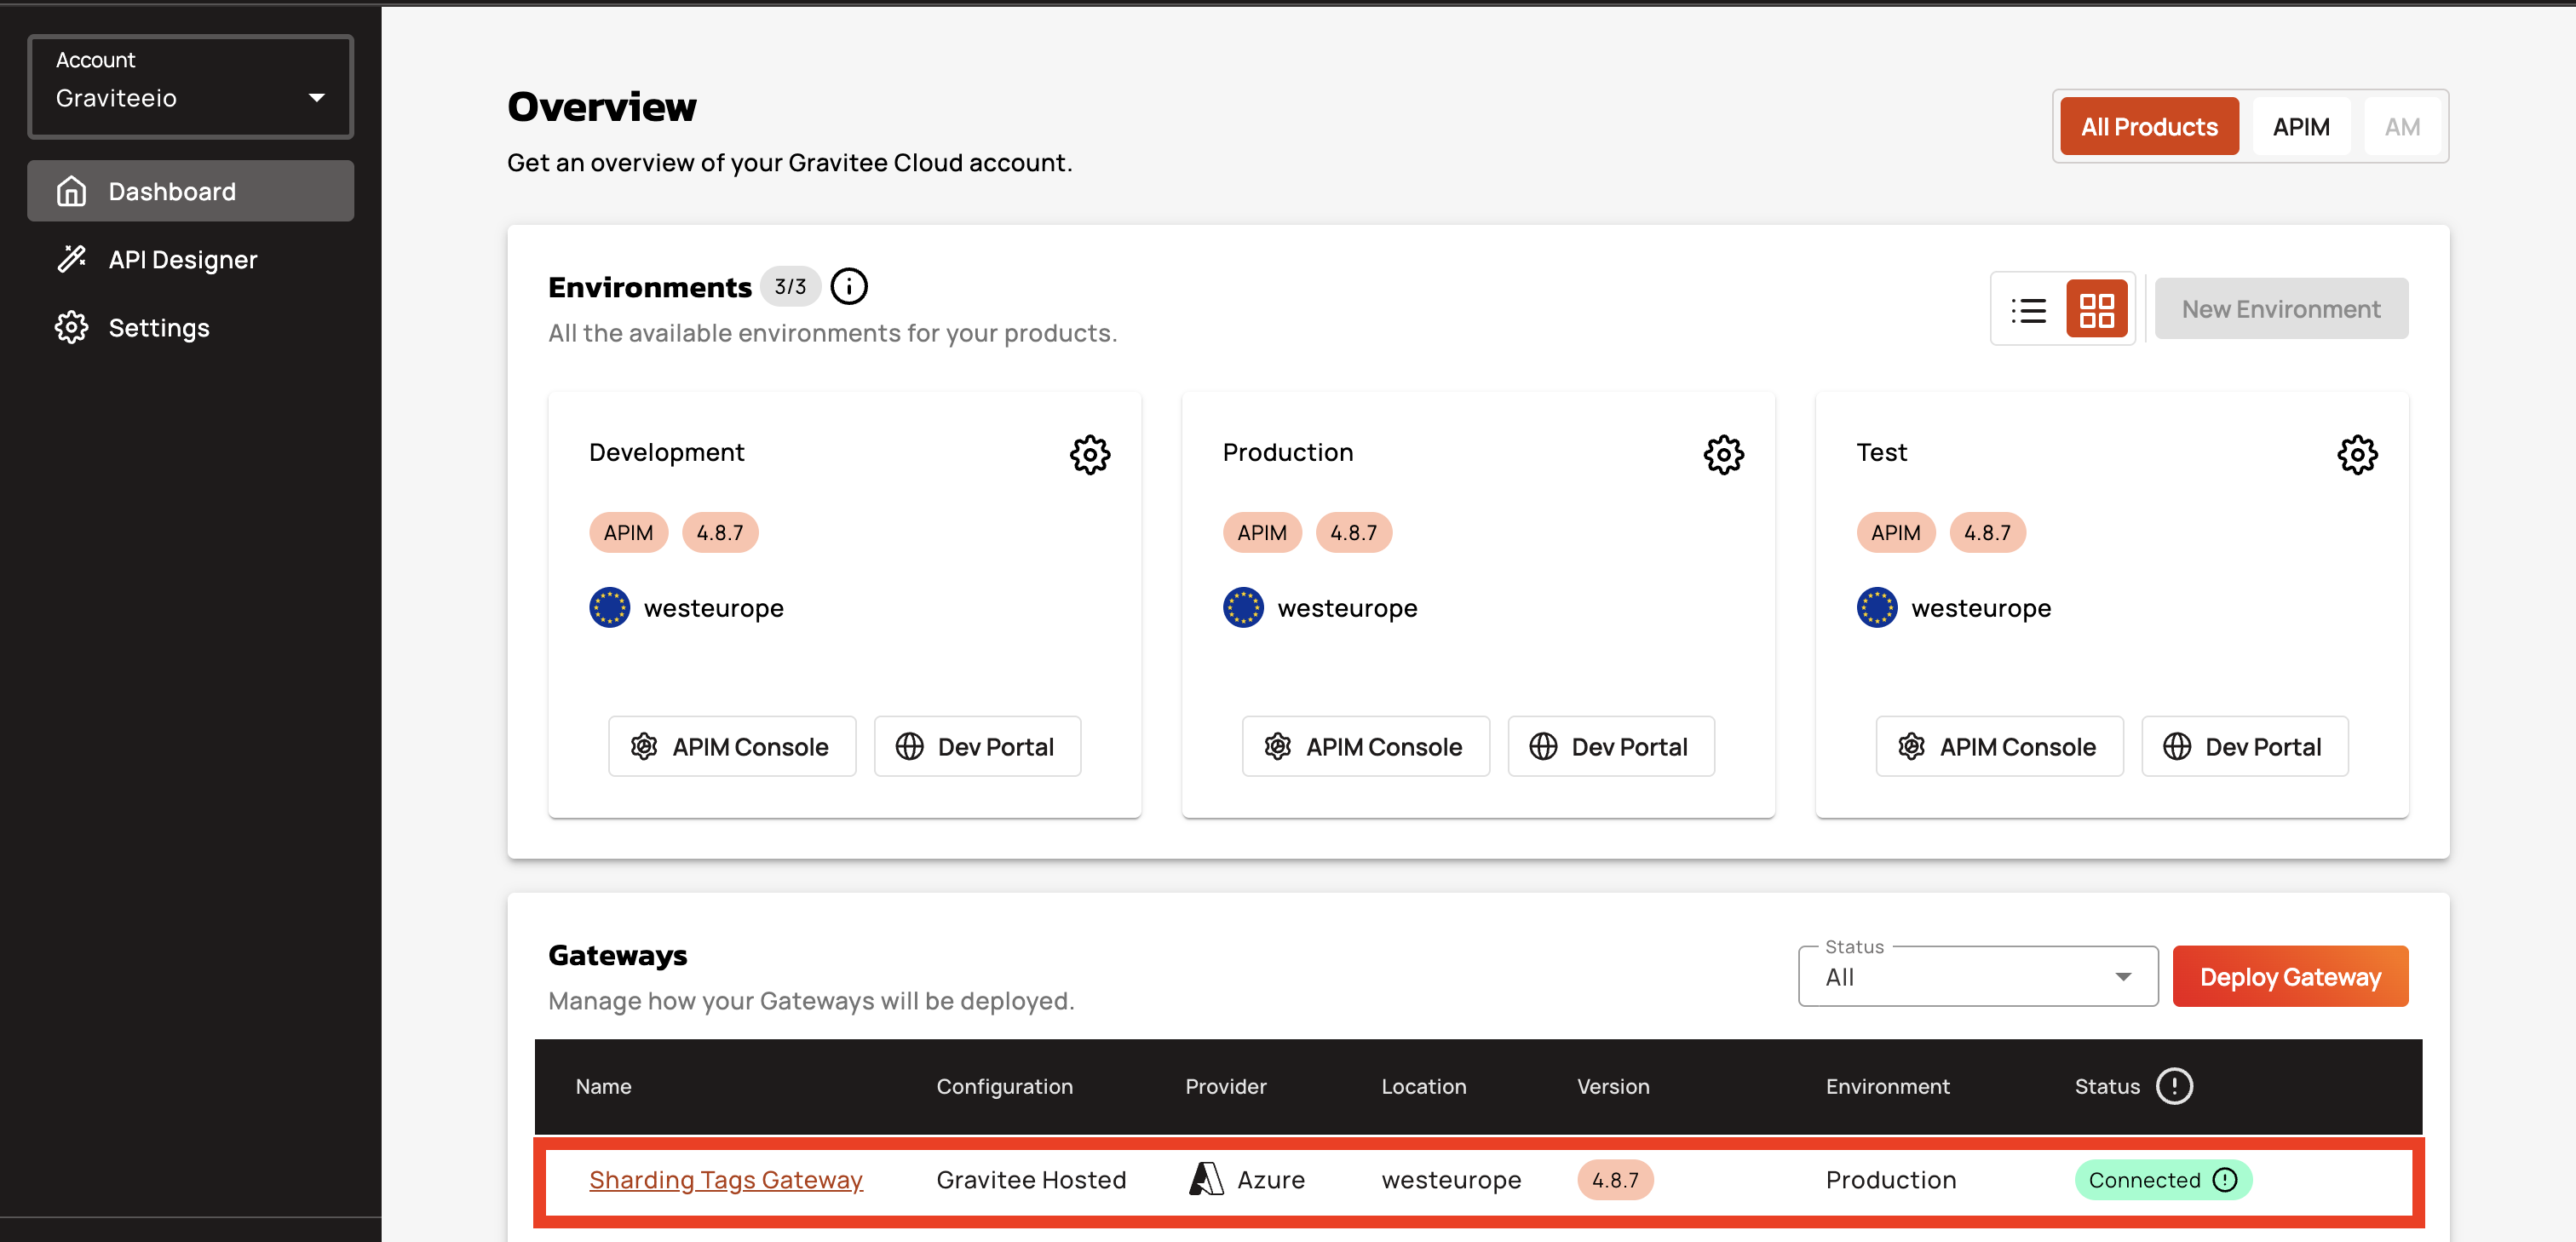 Account
Graviteeio
Dashboard
API Designer
Settings
Overview
Get an overview of your Gravitee Cloud account.
All Products APIM AM
Environments 3/3
All the available environments for your products.
New Environment
Development
APIM 4.8.7
westeurope
APIM Console Dev Portal
Production
APIM 4.8.7
westeurope
APIM Console Dev Portal
Test
APIM 4.8.7
westeurope
APIM Console Dev Portal
Gateways
Manage how your Gateways will be deployed.
Status
All
Deploy Gateway
Name Configuration Provider Location Version Environment Status
Sharding Tags Gateway Gravitee Hosted Azure westeurope 4.8.7 Production Connected